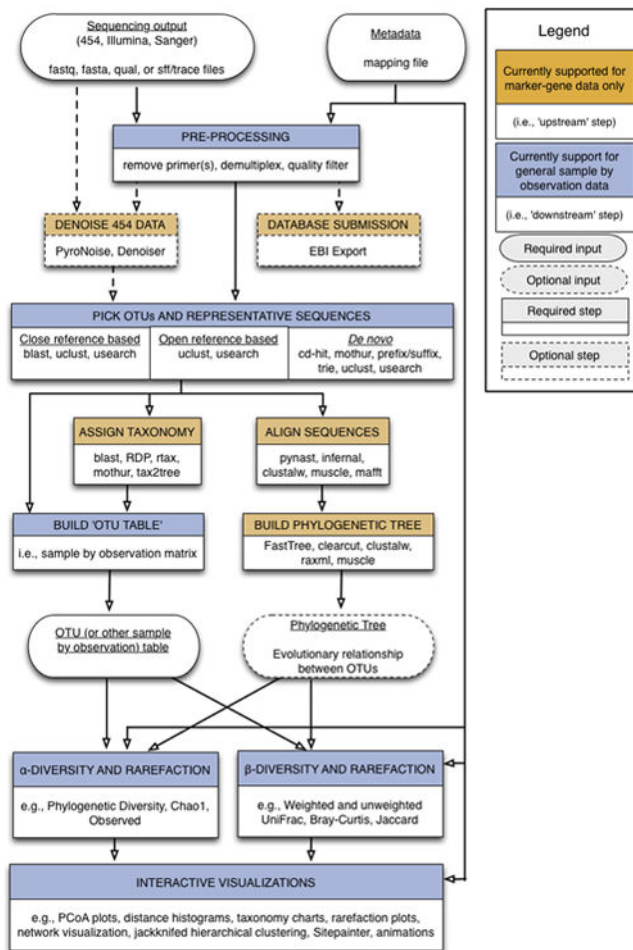 Sequencing output
(454, Illumina, Sanger)
fastq, fasta, qual, or sff/trace files
Metadata
mapping file
PRE-PROCESSING
remove primer(s), demultiplex, quality filter
DENOISE 454 DATA
PyroNoise, Denoiser
DATABASE SUBMISSION
EBI Export
PICK OTUs AND REPRESENTATIVE SEQUENCES
Close reference based
blast, uclust, usearch
Open reference based
uclust, usearch
De novo
cd-hit, mothur, prefix/suffix,
trie, uclust, usearch
ASSIGN TAXONOMY
blast, RDP, rtax,
mothur, tax2tree
ALIGN SEQUENCES
pynast, infernal,
clustalw, muscle, mafft
BUILD 'OTU TABLE'
i.e., sample by observation matrix
BUILD PHYLOGENETIC TREE
FastTree, clearcut, clustalw,
raxml, muscle
OTU (or other sample
by observation) table
Phylogenetic Tree
Evolutionary relationship
between OTUs
α-DIVERSITY AND RAREFACTION
e.g., Phylogenetic Diversity, Chao1,
Observed
β-DIVERSITY AND RAREFACTION
e.g., Weighted and unweighted
UniFrac, Bray-Curtis, Jaccard
INTERACTIVE VISUALIZATIONS
e.g., PCoA plots, distance histograms, taxonomy charts, rarefaction plots,
network visualization, jackknifed hierarchical clustering, Sitepainter, animations
Legend
Currently supported for
marker-gene data only
(i.e., 'upstream' step)
Currently support for
general sample by
observation data
(i.e., 'downstream' step)
Required input
Optional input
Required step
Optional step